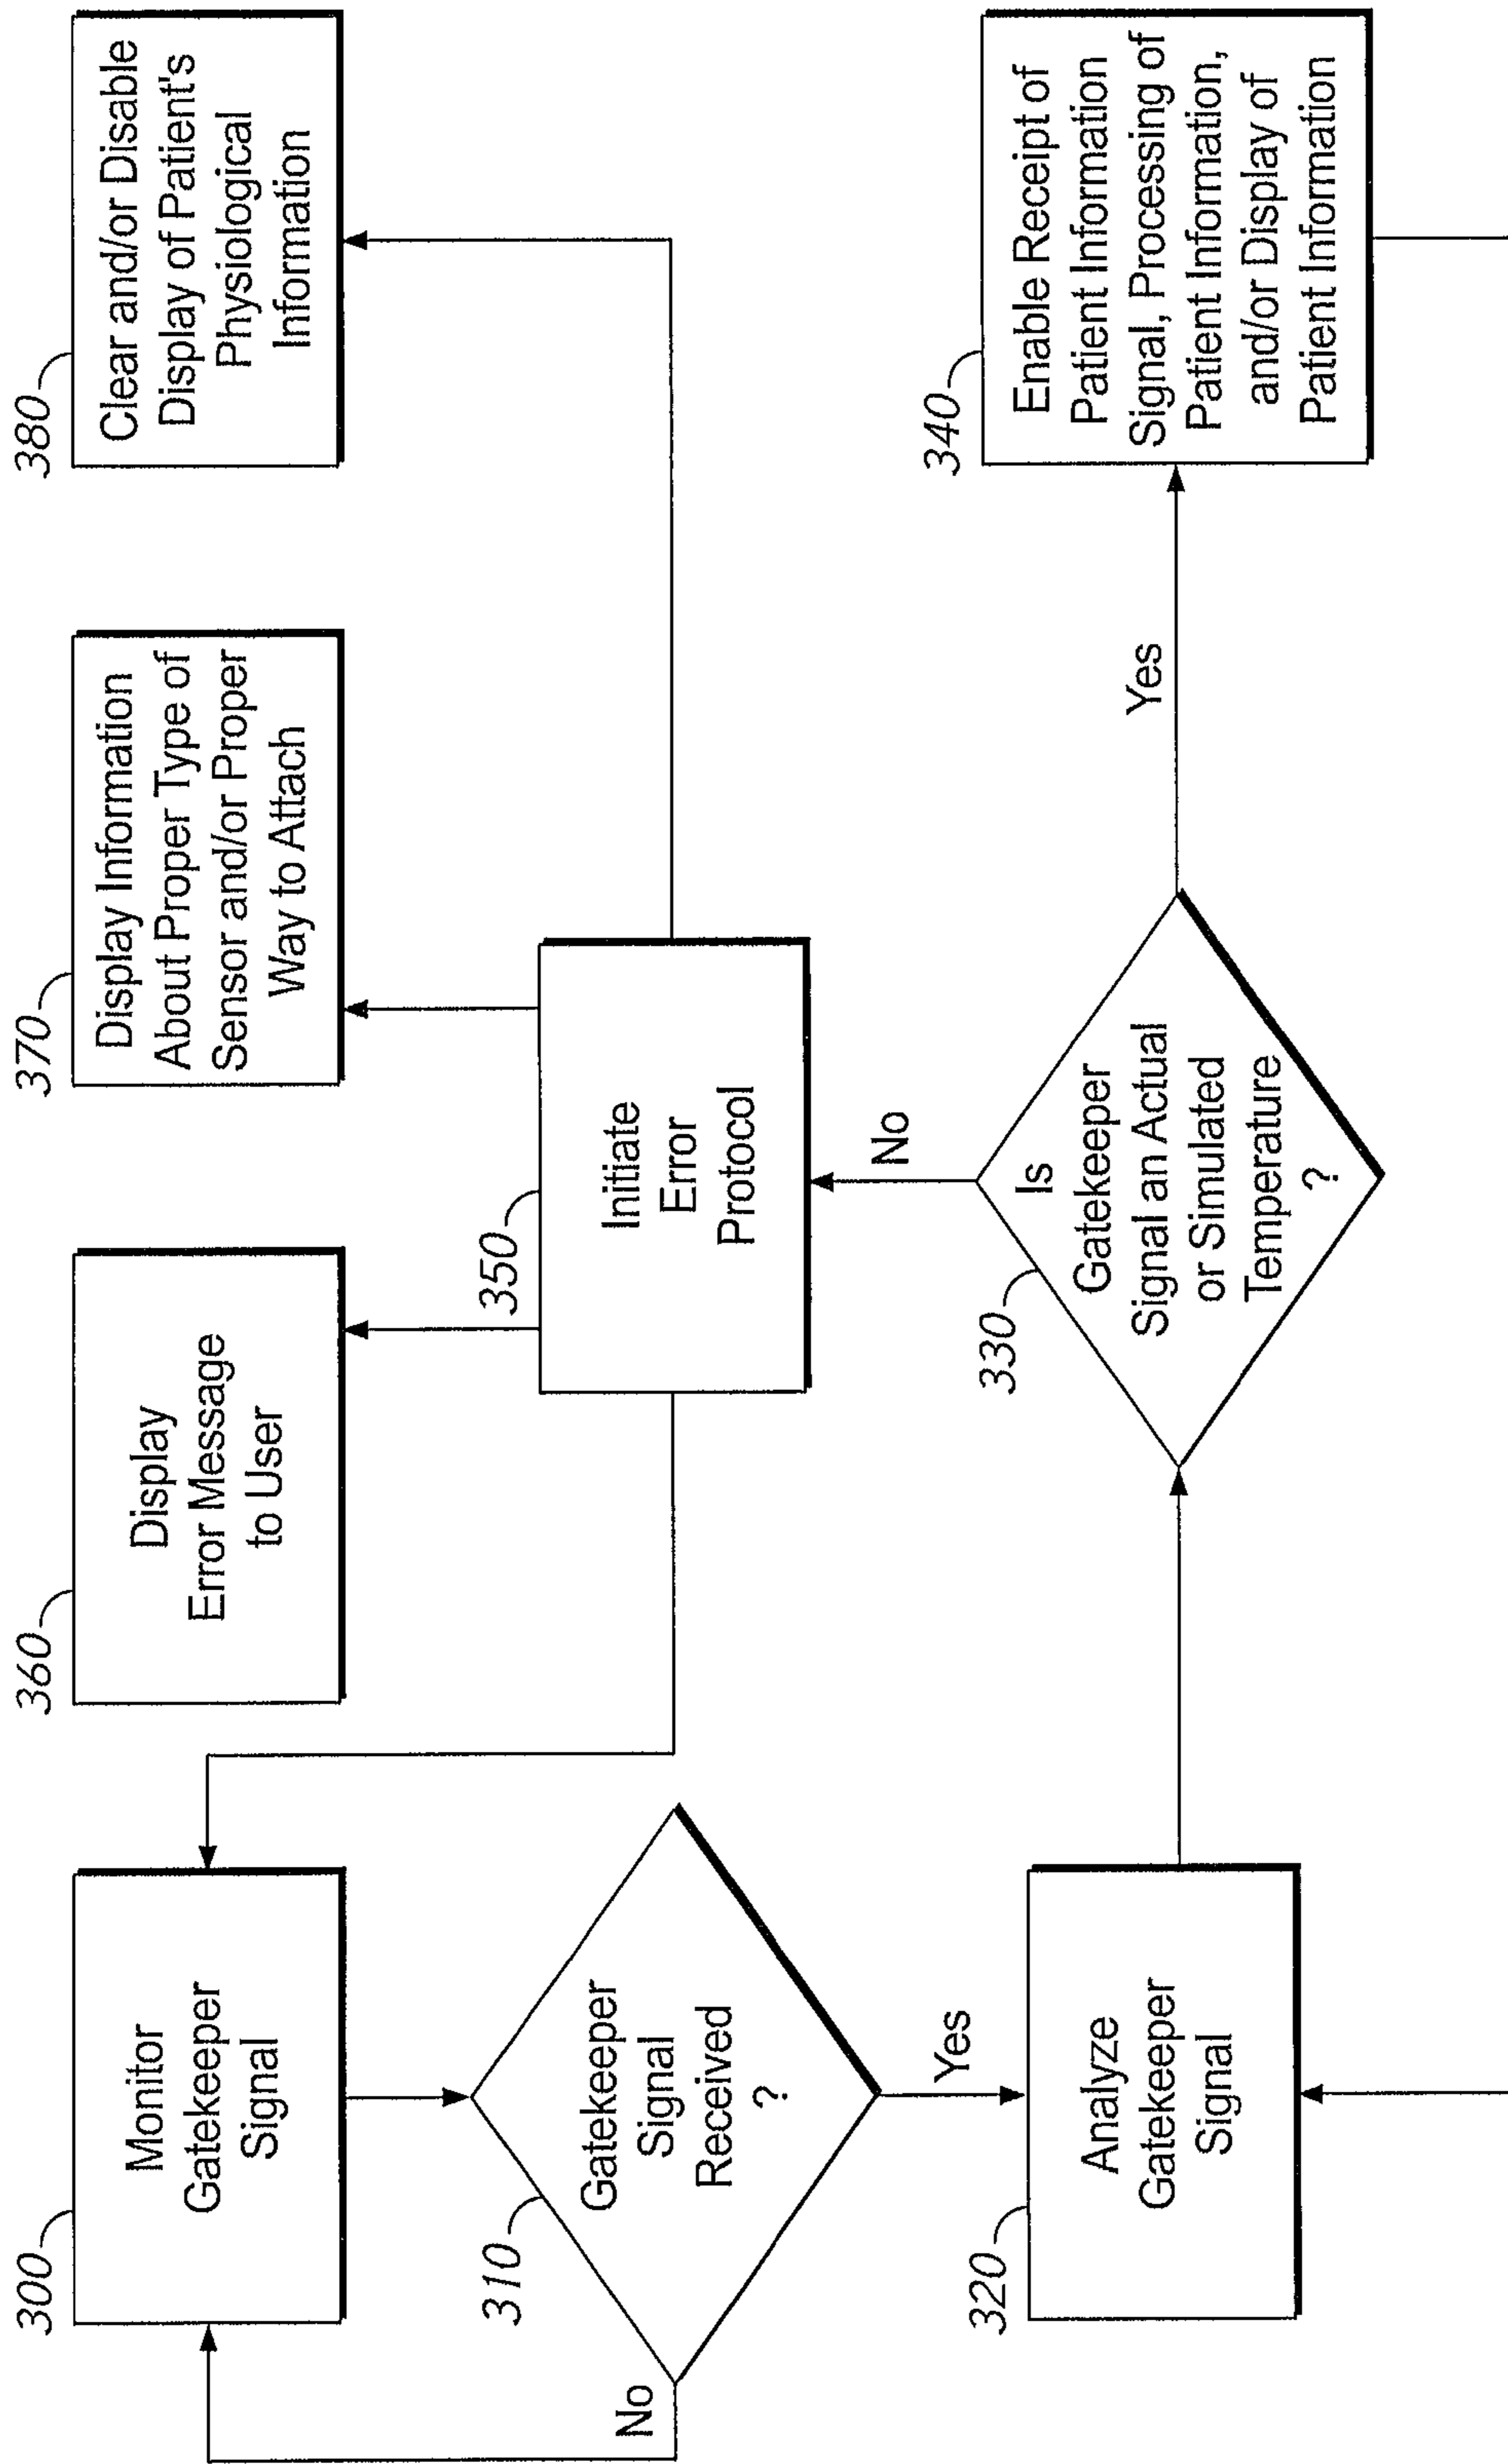 300
Monitor
Gatekeeper
Signal
360
Display
Error Message
to User
370
Display Information
About Proper Type of
Sensor and/or Proper
Way to Attach
380
Clear and/or Disable
Display of Patient's
Physiological
Information
310
Gatekeeper
Signal
Received
?
No
Yes
350
Initiate
Error
Protocol
No
320
Analyze
Gatekeeper
Signal
330
Is
Gatekeeper
Signal an Actual
or Simulated
Temperature
?
Yes
340
Enable Receipt of
Patient Information
Signal, Processing of
Patient Information,
and/or Display of
Patient Information